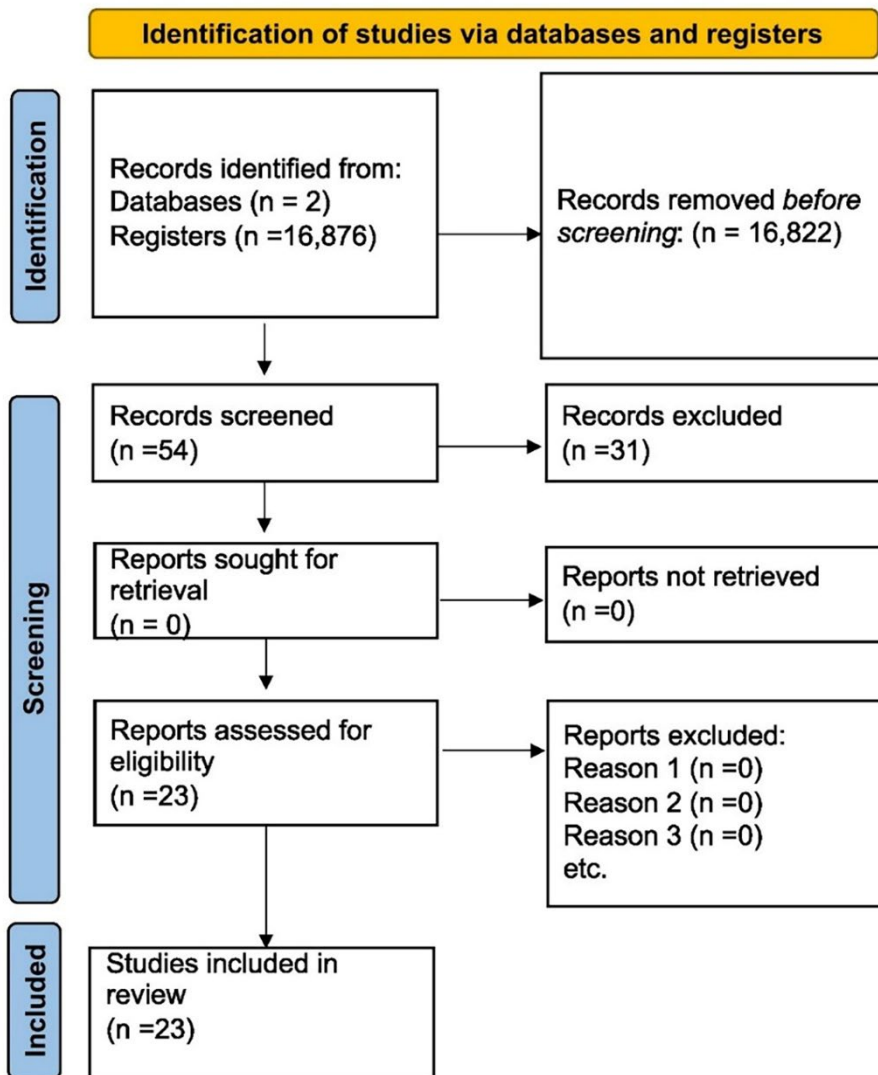 Identification of studies via databases and registers
Identification
Records identified from:
Databases (n = 2)
Registers (n =16,876)
Records removed before
screening: (n = 16,822)
Screening
Records screened
(n =54)
Records excluded
(n =31)
Reports sought for
retrieval
(n = 0)
Reports not retrieved
(n =0)
Reports assessed for
eligibility
(n =23)
Reports excluded:
Reason 1 (n =0)
Reason 2 (n =0)
Reason 3 (n =0)
etc.
Included
Studies included in
review
(n =23)